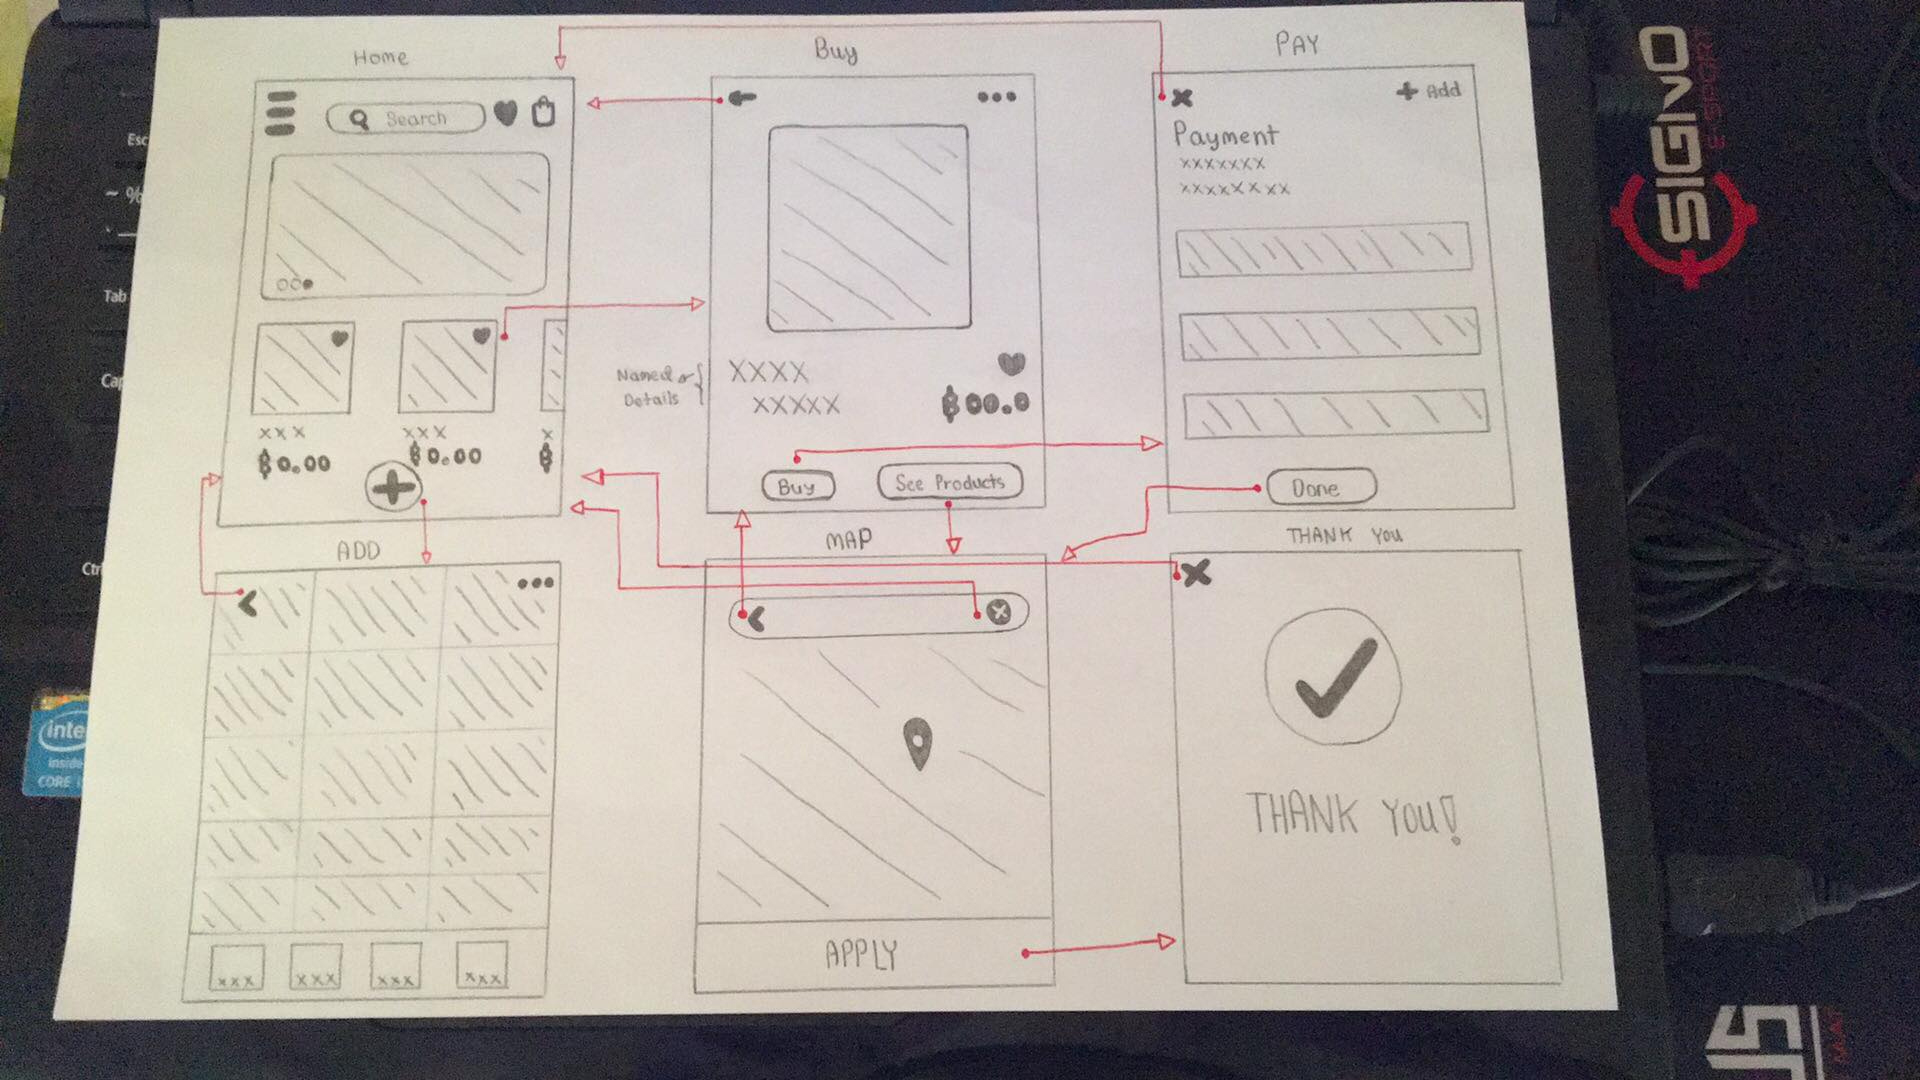 Home
Search
xxx
฿0.00
xxx
฿0.00
x
฿
Buy
Named or
Details
XXXX
XXXXX
฿00.0
Buy
See Products
PAY
+ Add
Payment
xxxxxxx
xxxxxxxx
Done
ADD
xxx
xxx
xxx
xxx
MAP
APPLY
THANK YOU
THANK YOU!
Esc
~
%
Tab
Cap
Ctr
inte
inside
CORE
SIGNO
E-SPORT